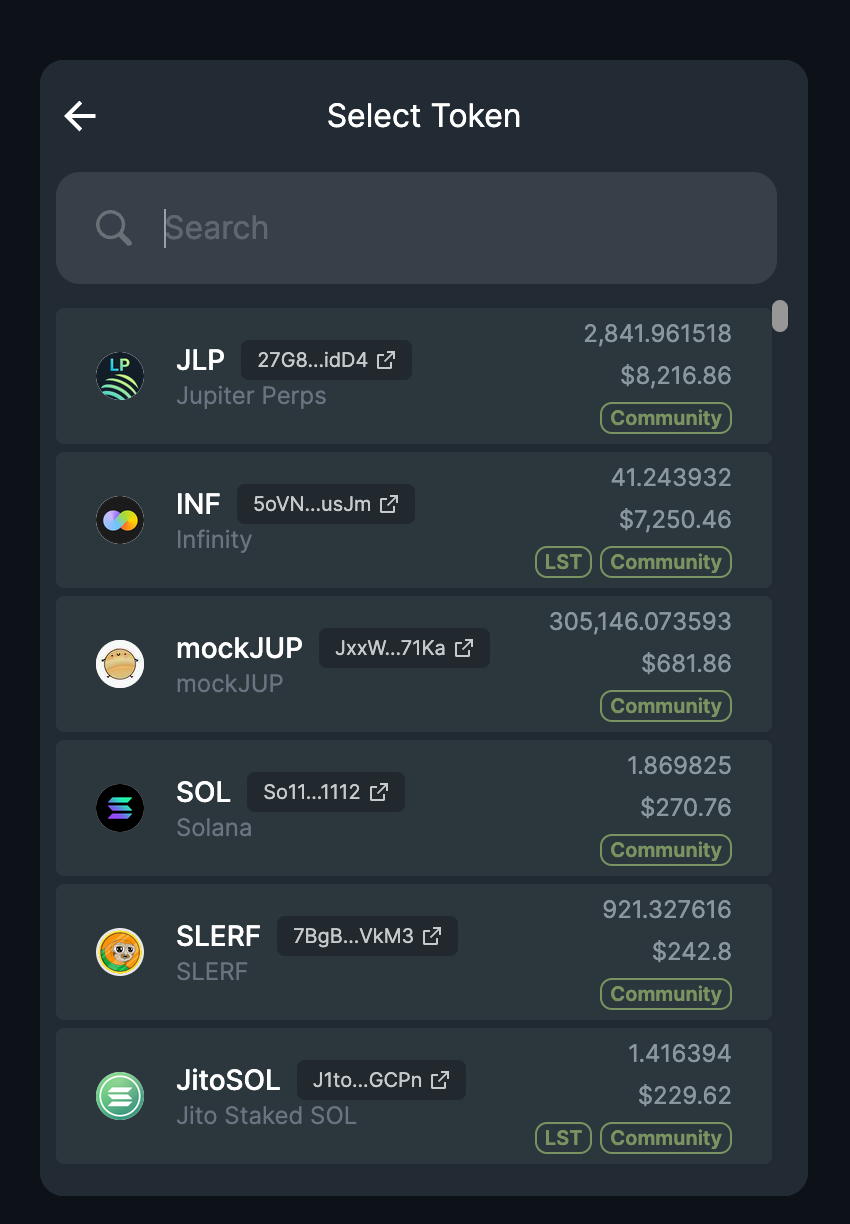 Select Token
Search
LP
JLP 27G8...idD4
Jupiter Perps
2,841.961518
$8,216.86
Community
INF 5oVN...usJm
Infinity
41.243932
$7,250.46
LST Community
mockJUP JxxW...71Ka
mockJUP
305,146.073593
$681.86
Community
SOL So11...1112
Solana
1.869825
$270.76
Community
SLERF 7BgB...VkM3
SLERF
921.327616
$242.8
Community
JitoSOL J1to...GCPn
Jito Staked SOL
1.416394
$229.62
LST Community